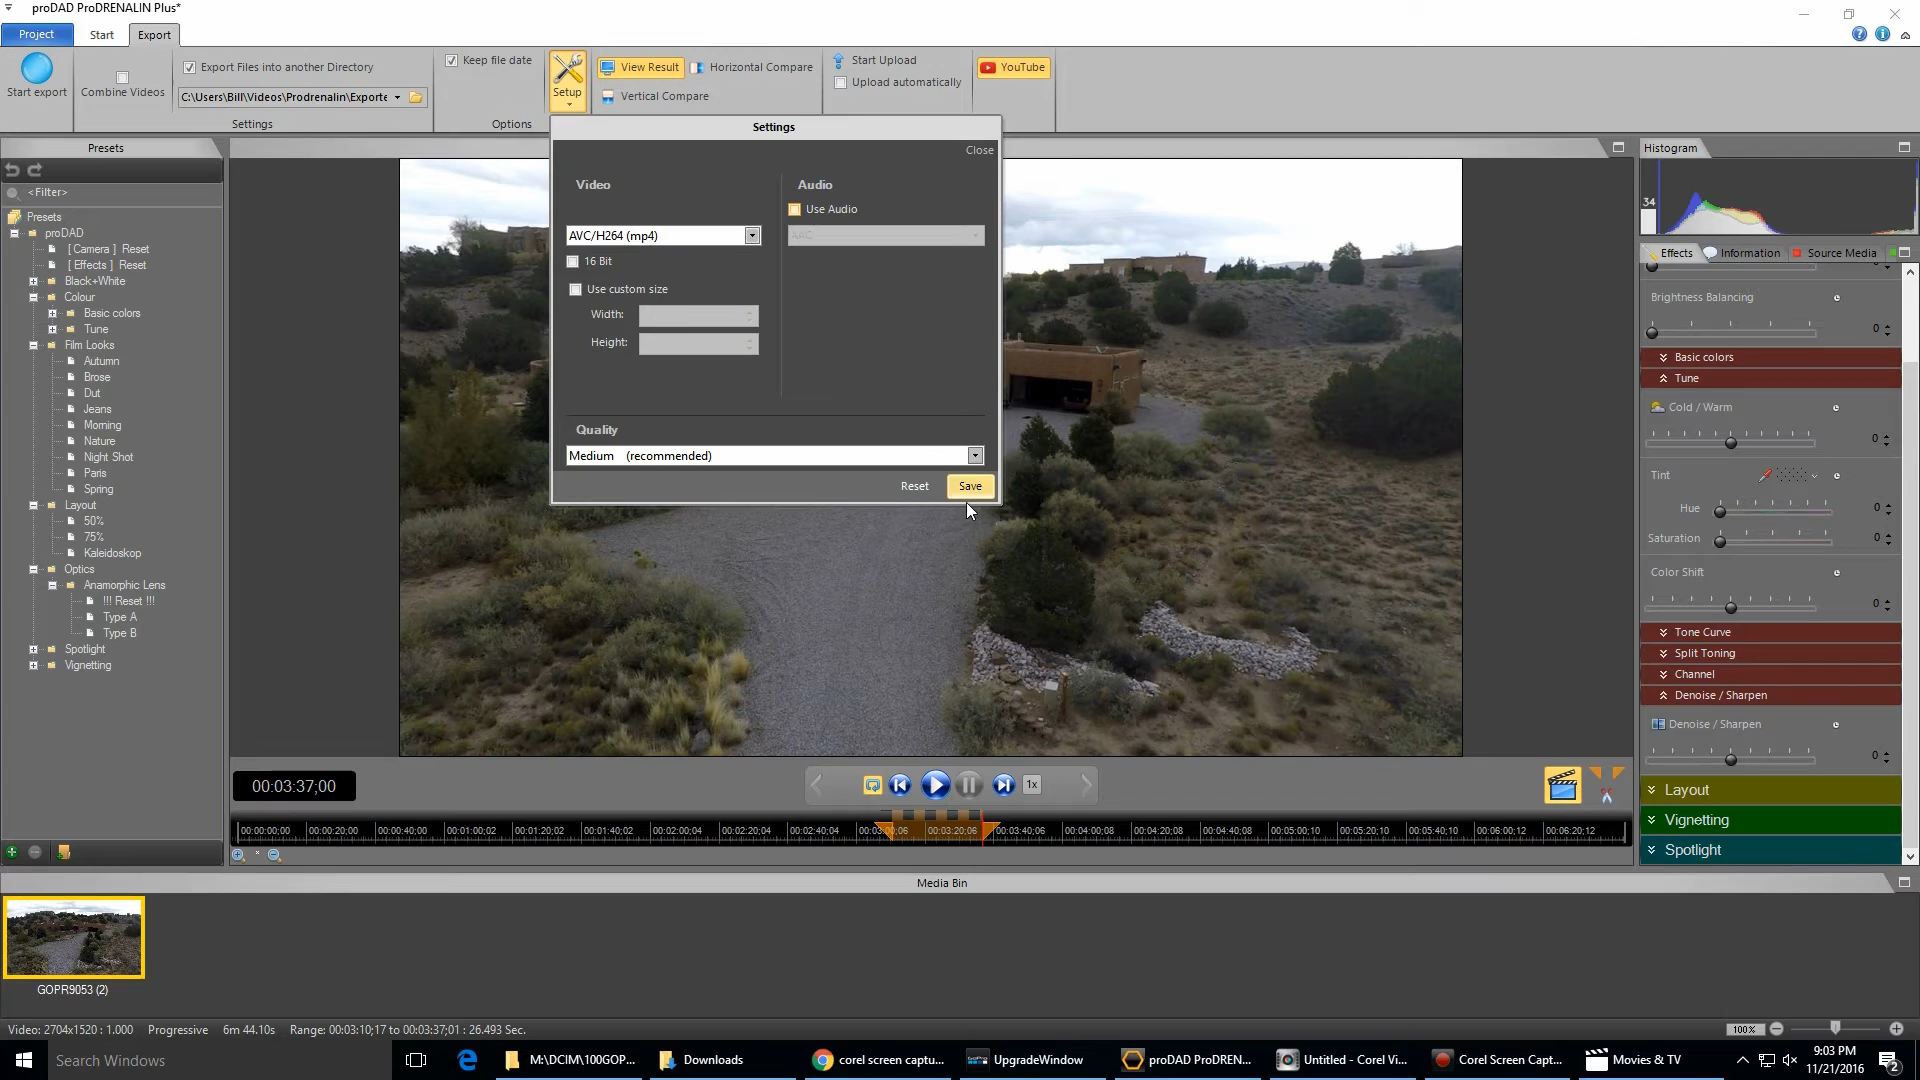 proDAD ProDRENALIN Plus*
Project
Start
Export
Start export
Combine Videos
Export Files into another Directory
C:\Users\Bill\Videos\Prodrenalin\Exporte
Settings
Keep file date
Options
Setup
View Result
Horizontal Compare
Vertical Compare
Start Upload
Upload automatically
YouTube
Presets
<Filter>
Presets
proDAD
[ Camera ] Reset
[ Effects ] Reset
Black+White
Colour
Basic colors
Tune
Film Looks
Autumn
Brose
Dut
Jeans
Morning
Nature
Night Shot
Paris
Spring
Layout
50%
75%
Kaleidoskop
Optics
Anamorphic Lens
!!! Reset !!!
Type A
Type B
Spotlight
Vignetting
Settings
Close
Video
Audio
Use Audio
AVC/H264 (mp4)
AAC
16 Bit
Use custom size
Width:
Height:
Quality
Medium (recommended)
Reset
Save
Histogram
34
Effects
Information
Source Media
Brightness Balancing
0
Basic colors
Tune
Cold / Warm
0
Tint
Hue
0
Saturation
0
Color Shift
0
Tone Curve
Split Toning
Channel
Denoise / Sharpen
Denoise / Sharpen
0
Layout
Vignetting
Spotlight
00:03:37;00
1x
00:00:00;00 00:00:20;00 00:00:40;00 00:01:00;02 00:01:20;02 00:01:40;02 00:02:00;04 00:02:20;04 00:02:40;04 00:03:00;06 00:03:20;06 00:03:40;06 00:04:00;08 00:04:20;08 00:04:40;08 00:05:00;10 00:05:20;10 00:05:40;10 00:06:00;12 00:06:20;12
Media Bin
GOPR9053 (2)
Video: 2704x1520 : 1.000 Progressive 6m 44.10s Range: 00:03:10;17 to 00:03:37;01 : 26.493 Sec.
100%
Search Windows
M:\DCIM\100GOP...
Downloads
corel screen captu...
UpgradeWindow
proDAD ProDREN...
Untitled - Corel Vi...
Corel Screen Capt...
Movies & TV
9:03 PM
11/21/2016
2